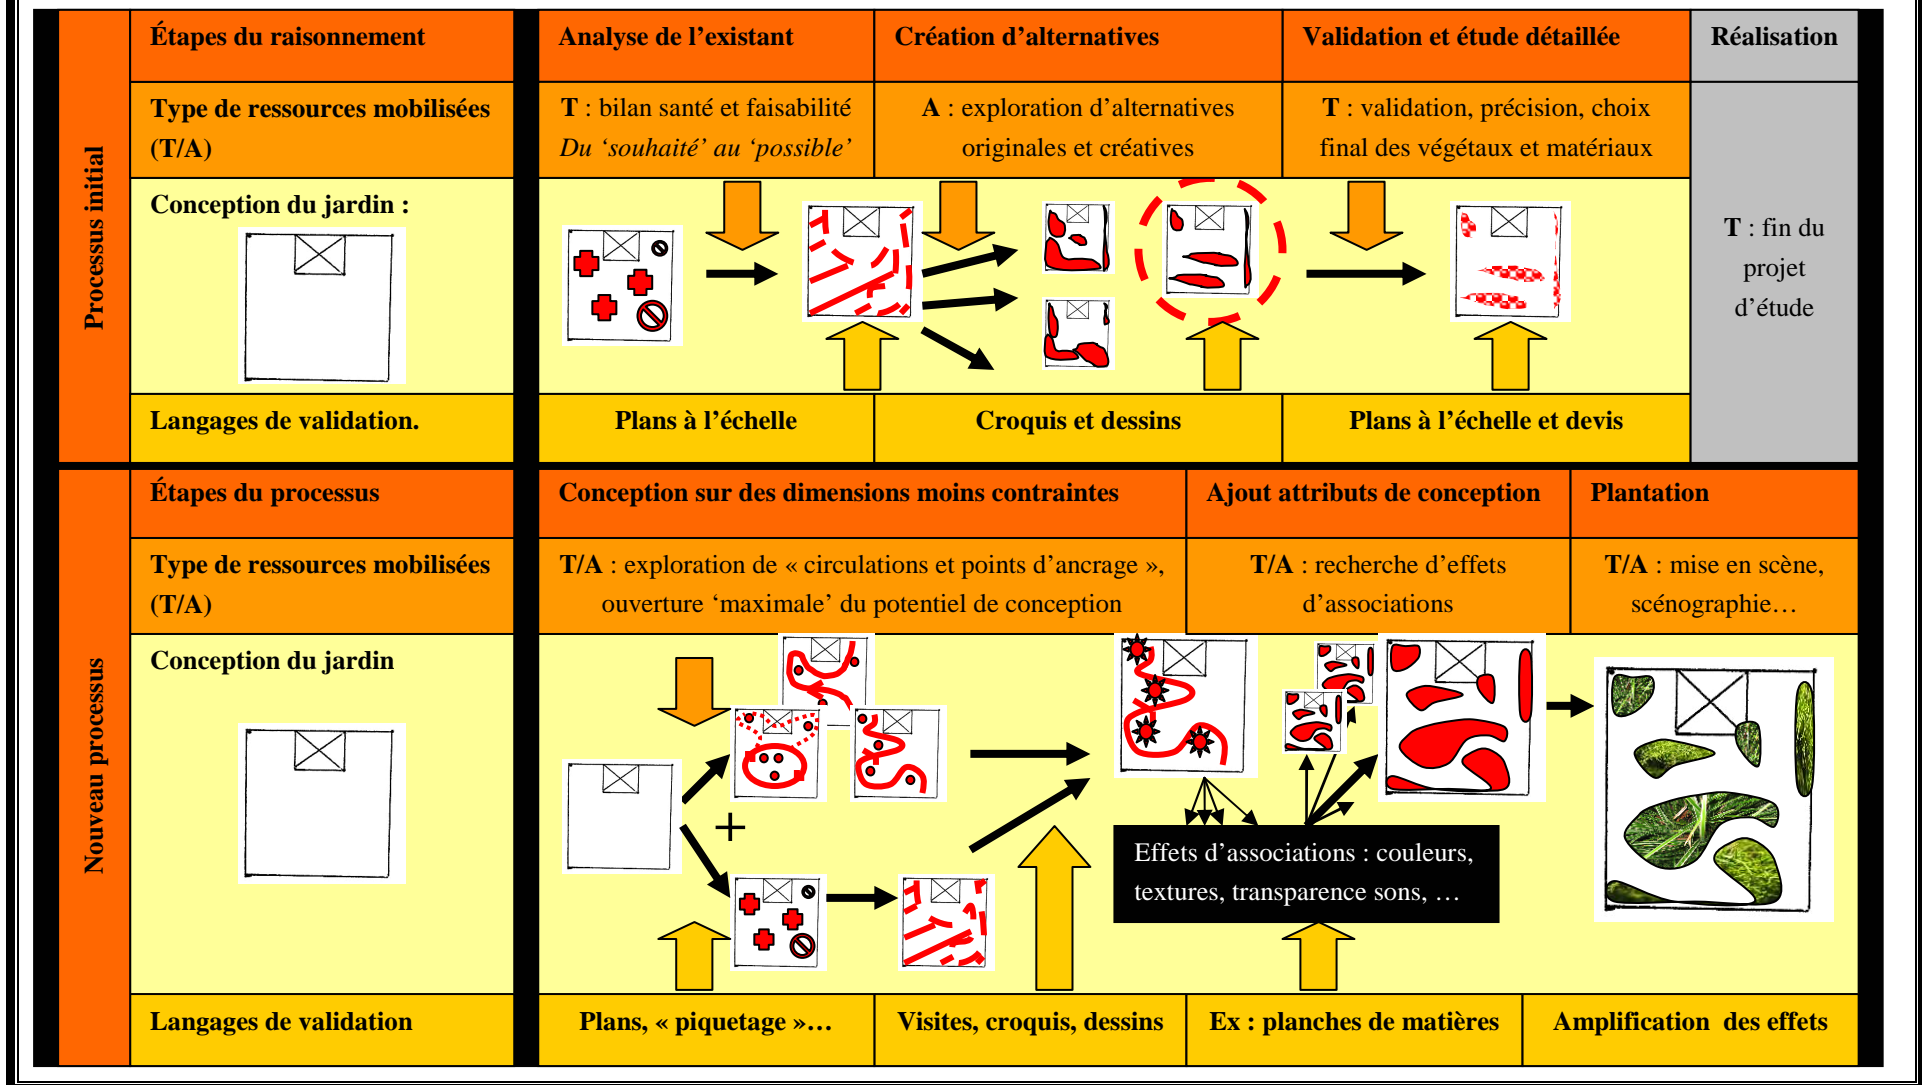 Processus initial
Étapes du raisonnement
Analyse de l’existant
Création d’alternatives
Validation et étude détaillée
Réalisation
Type de ressources mobilisées
(T/A)
T : bilan santé et faisabilité
Du ‘souhaité’ au ‘possible’
A : exploration d’alternatives
originales et créatives
T : validation, précision, choix
final des végétaux et matériaux
T : fin du
projet
d’étude
Conception du jardin :
Langages de validation.
Plans à l’échelle
Croquis et dessins
Plans à l’échelle et devis
Nouveau processus
Étapes du processus
Conception sur des dimensions moins contraintes
Ajout attributs de conception
Plantation
Type de ressources mobilisées
(T/A)
T/A : exploration de « circulations et points d’ancrage »,
ouverture ‘maximale’ du potentiel de conception
T/A : recherche d’effets
d’associations
T/A : mise en scène,
scénographie…
Conception du jardin
+
Effets d’associations : couleurs,
textures, transparence sons, …
Langages de validation
Plans, « piquetage »…
Visites, croquis, dessins
Ex : planches de matières
Amplification  des effets